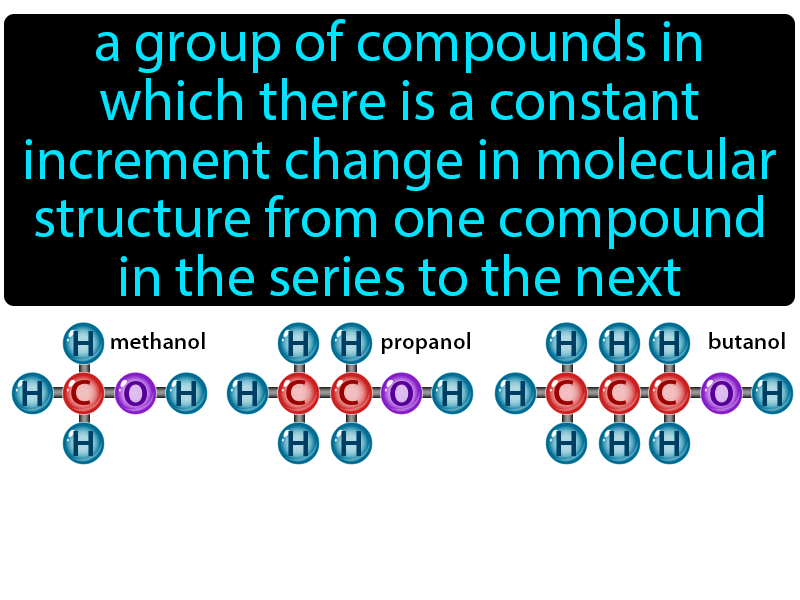 a group of compounds in
which there is a constant
increment change in molecular
structure from one compound
in the series to the next
methanol propanol butanol
H H H H H H
H C O H H C C O H H C C C O H
H H H H H H